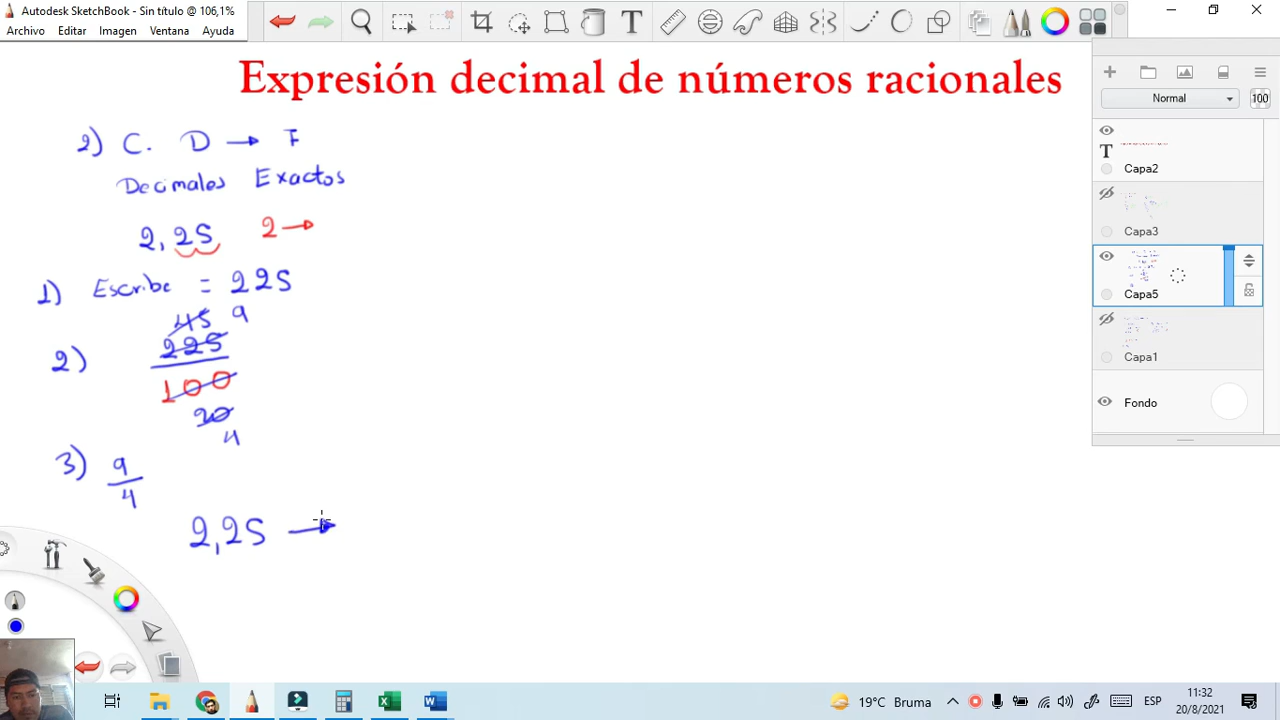 Autodesk SketchBook - Sin título @ 106,1%
Archivo Editar Imagen Ventana Ayuda
Expresión decimal de números racionales
2) C. D → F
Decimales Exactos
2,25 2 →
1) Escribe = 225
45 9
2) 225
100
20
4
3) 9
4
2,25 →
100
Normal
T
Capa2
Capa3
Capa5
Capa1
Fondo
19°C Bruma
ESP
11:32
20/8/2021